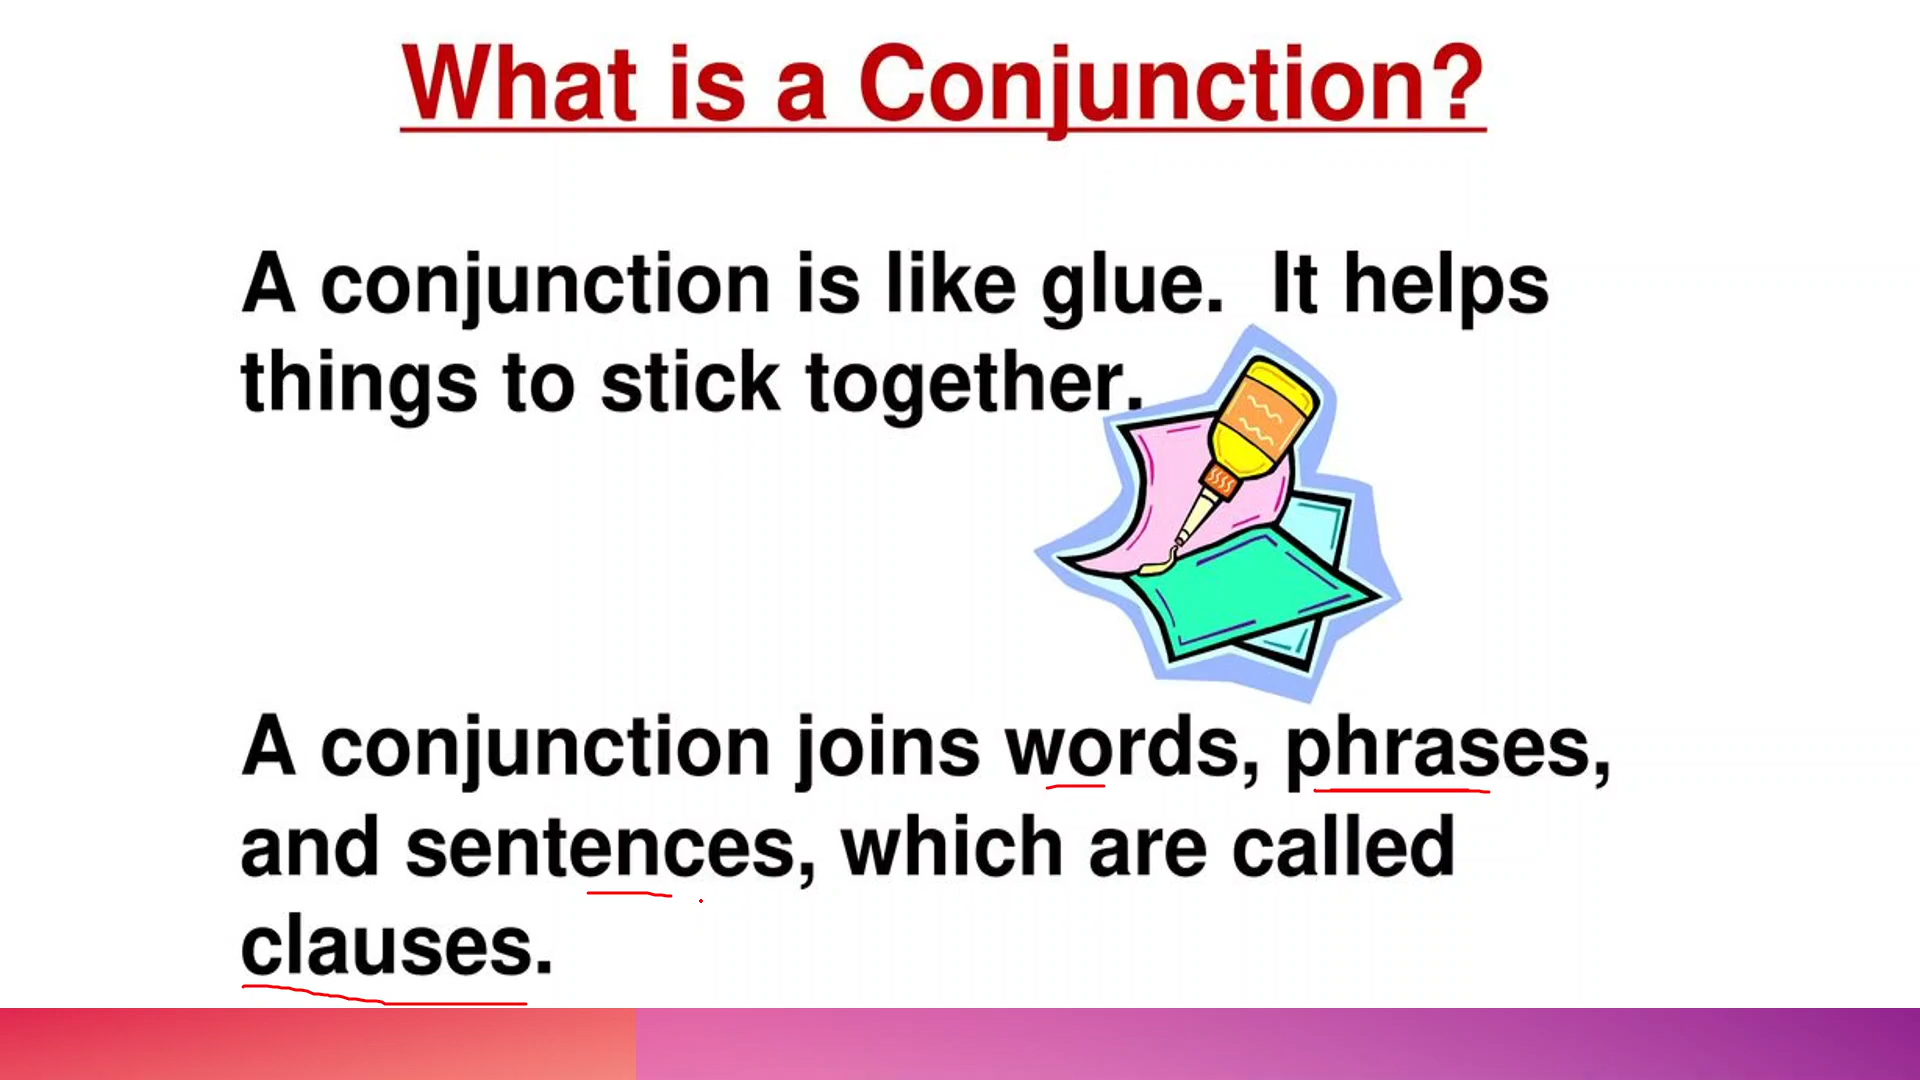 What is a Conjunction?
A conjunction is like glue.  It helps
things to stick together.
A conjunction joins words, phrases,
and sentences, which are called
clauses.